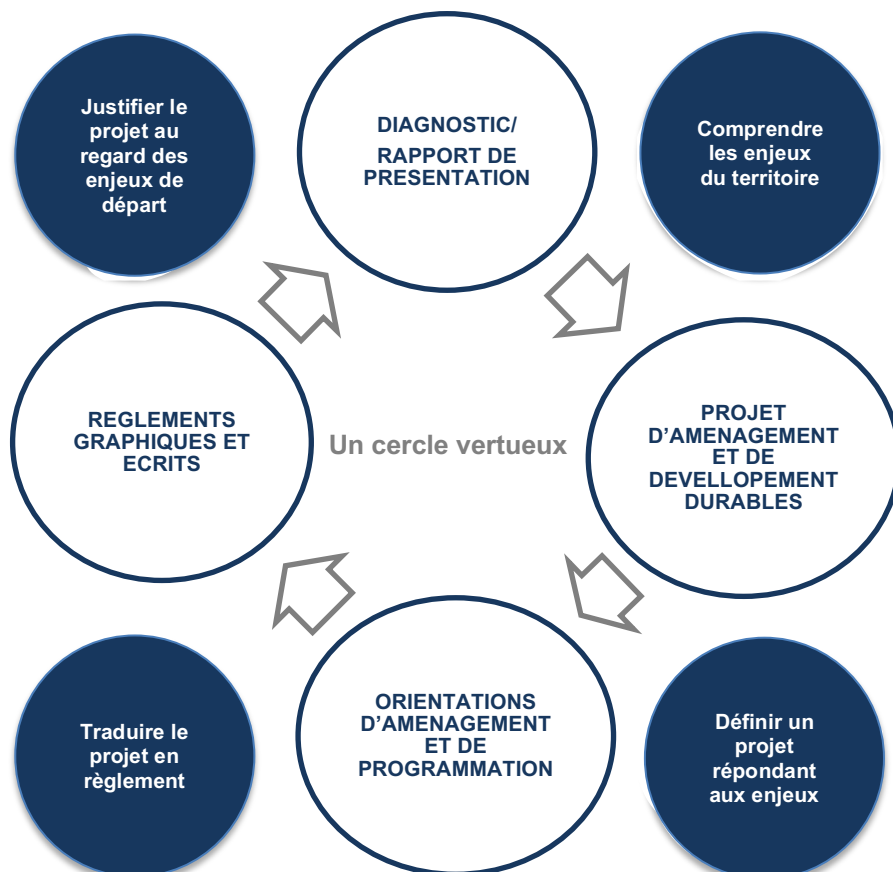 Justifier le
projet au
regard des
enjeux de
départ
DIAGNOSTIC/
RAPPORT DE
PRESENTATION
Comprendre
les enjeux
du territoire
REGLEMENTS
GRAPHIQUES ET
ECRITS
Un cercle vertueux
PROJET
D’AMENAGEMENT
ET DE
DEVELLOPEMENT
DURABLES
Traduire le
projet en
règlement
ORIENTATIONS
D’AMENAGEMENT
ET DE
PROGRAMMATION
Définir un
projet
répondant
aux enjeux